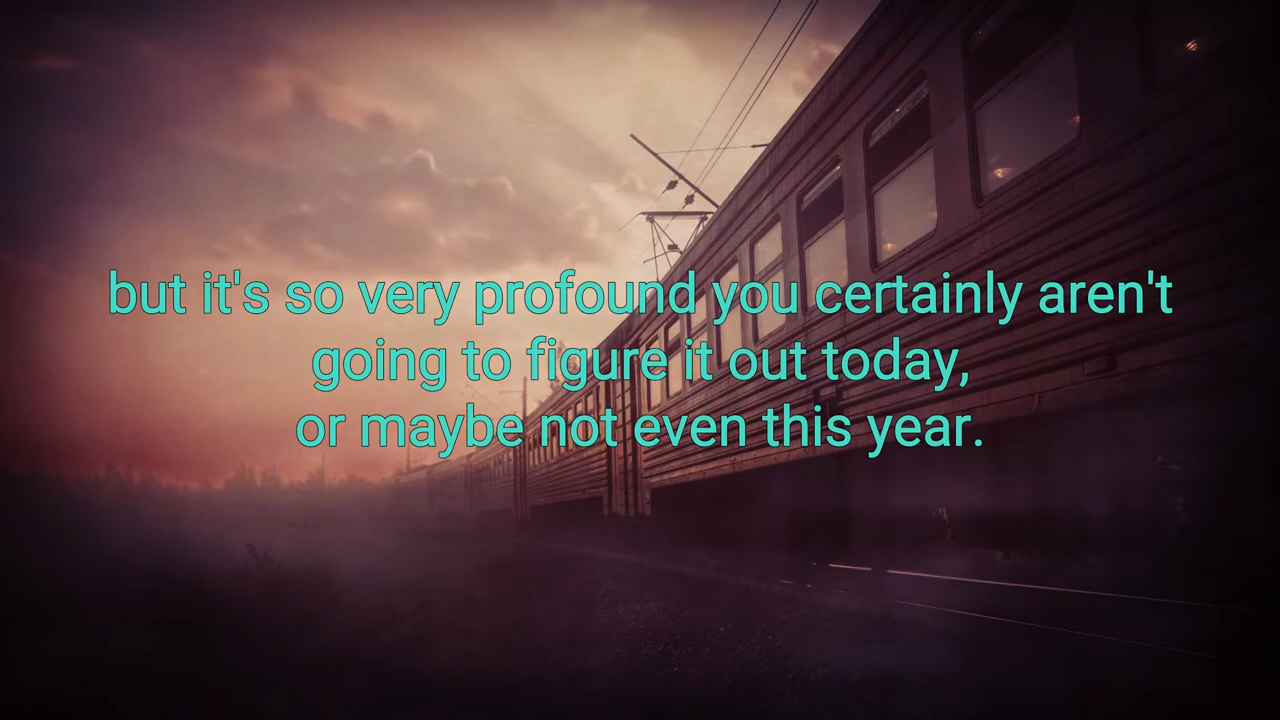 but it's so very profound you certainly aren't
going to figure it out today,
or maybe not even this year.